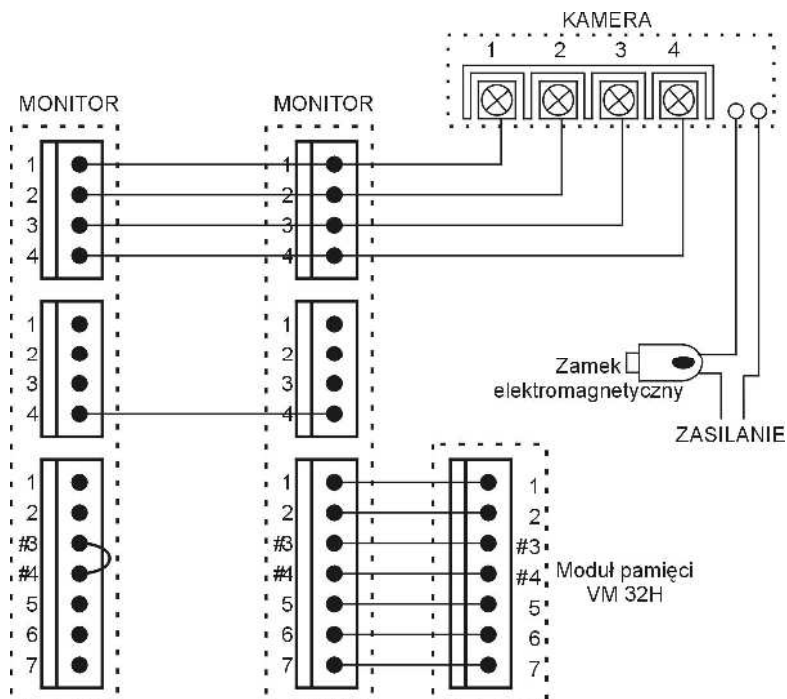 KAMERA
1 2 3 4
MONITOR MONITOR
1 1
2 2
3 3
4 4
1 1
2 2
3 3
4 4
Zamek
elektromagnetyczny
ZASILANIE
1 1 1
2 2 2
#3 #3 #3
#4 #4 #4
5 5 5
6 6 6
7 7 7
Moduł pamięci
VM 32H